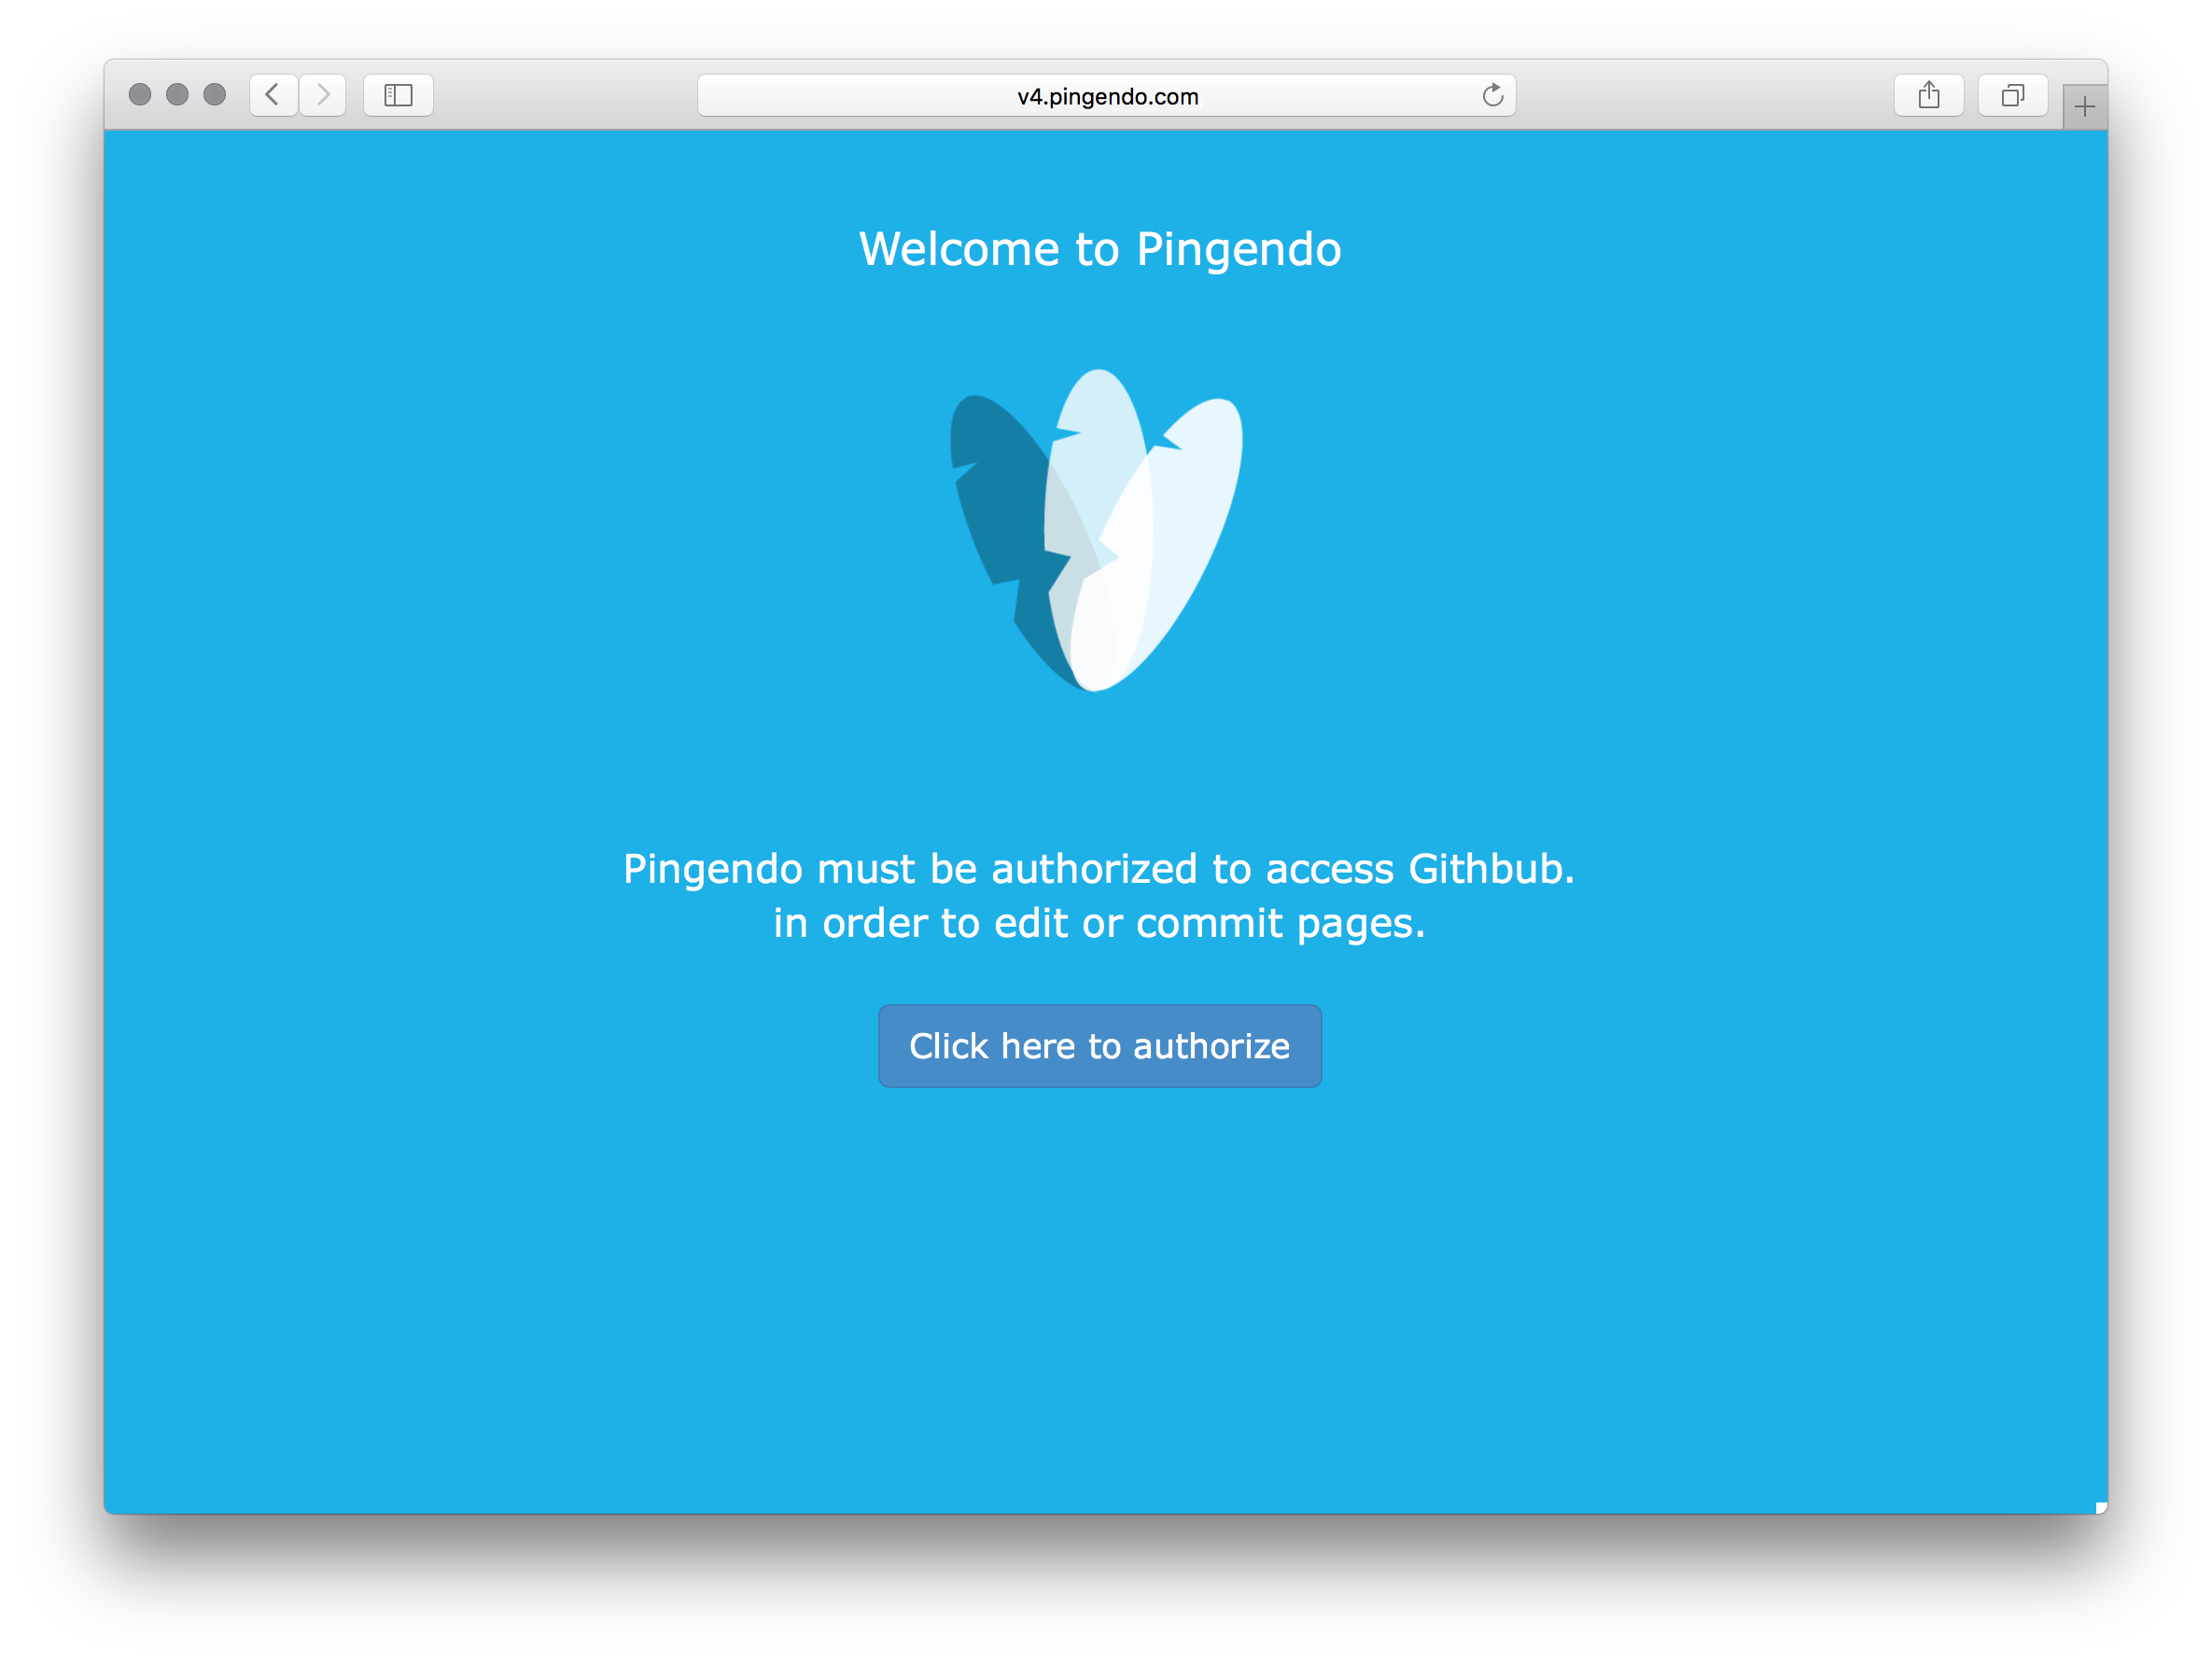 v4.pingendo.com
Welcome to Pingendo
Pingendo must be authorized to access Githbub.
in order to edit or commit pages.
Click here to authorize